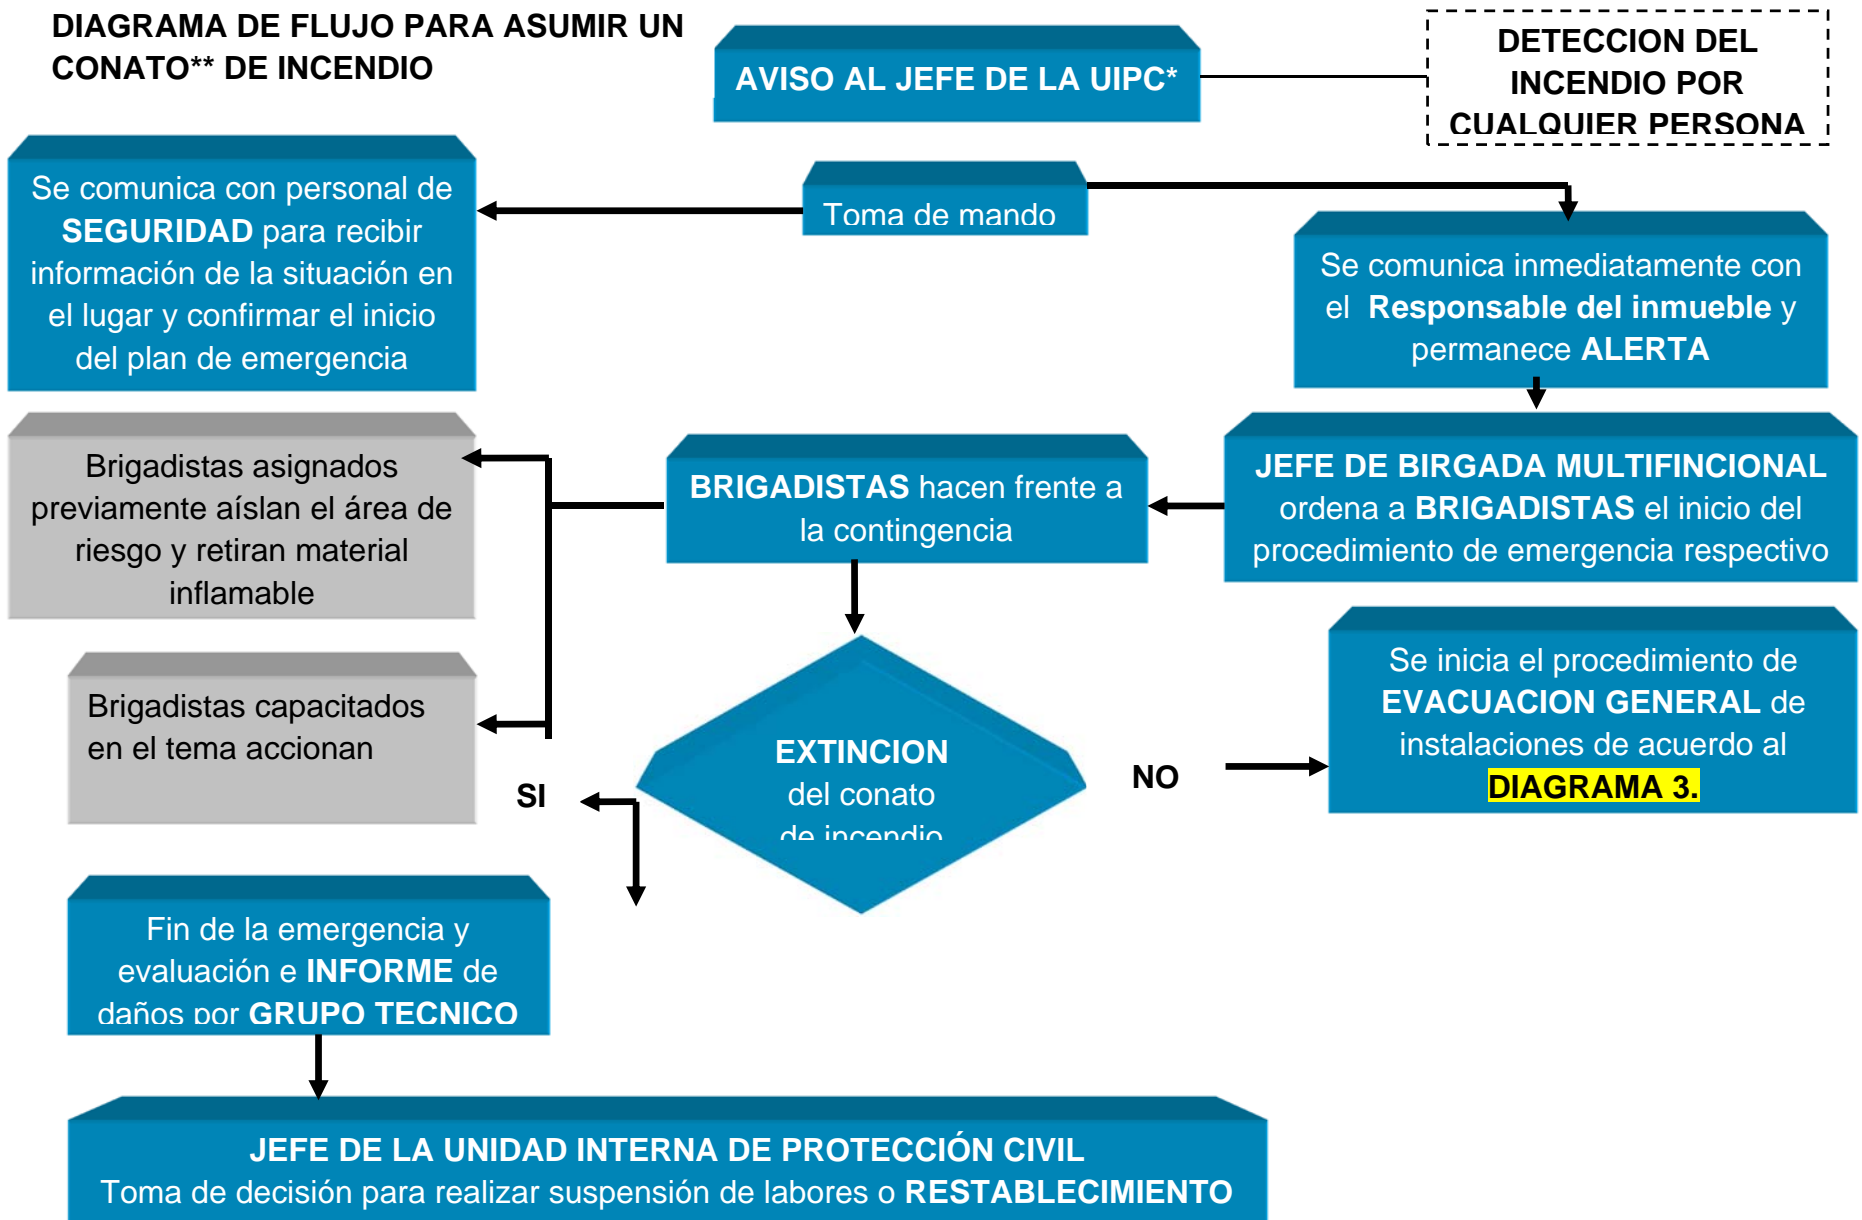 DIAGRAMA DE FLUJO PARA ASUMIR UN
CONATO** DE INCENDIO
AVISO AL JEFE DE LA UIPC*
DETECCION DEL
INCENDIO POR
CUALQUIER PERSONA
Se comunica con personal de
SEGURIDAD para recibir
información de la situación en
el lugar y confirmar el inicio
del plan de emergencia
Toma de mando
Se comunica inmediatamente con
el Responsable del inmueble y
permanece ALERTA
Brigadistas asignados
previamente aíslan el área de
riesgo y retiran material
inflamable
BRIGADISTAS hacen frente a
la contingencia
JEFE DE BIRGADA MULTIFINCIONAL
ordena a BRIGADISTAS el inicio del
procedimiento de emergencia respectivo
Brigadistas capacitados
en el tema accionan
SI
EXTINCION
del conato
de incendio
NO
Se inicia el procedimiento de
EVACUACION GENERAL de
instalaciones de acuerdo al
DIAGRAMA 3.
Fin de la emergencia y
evaluación e INFORME de
daños por GRUPO TECNICO
JEFE DE LA UNIDAD INTERNA DE PROTECCIÓN CIVIL
Toma de decisión para realizar suspensión de labores o RESTABLECIMIENTO